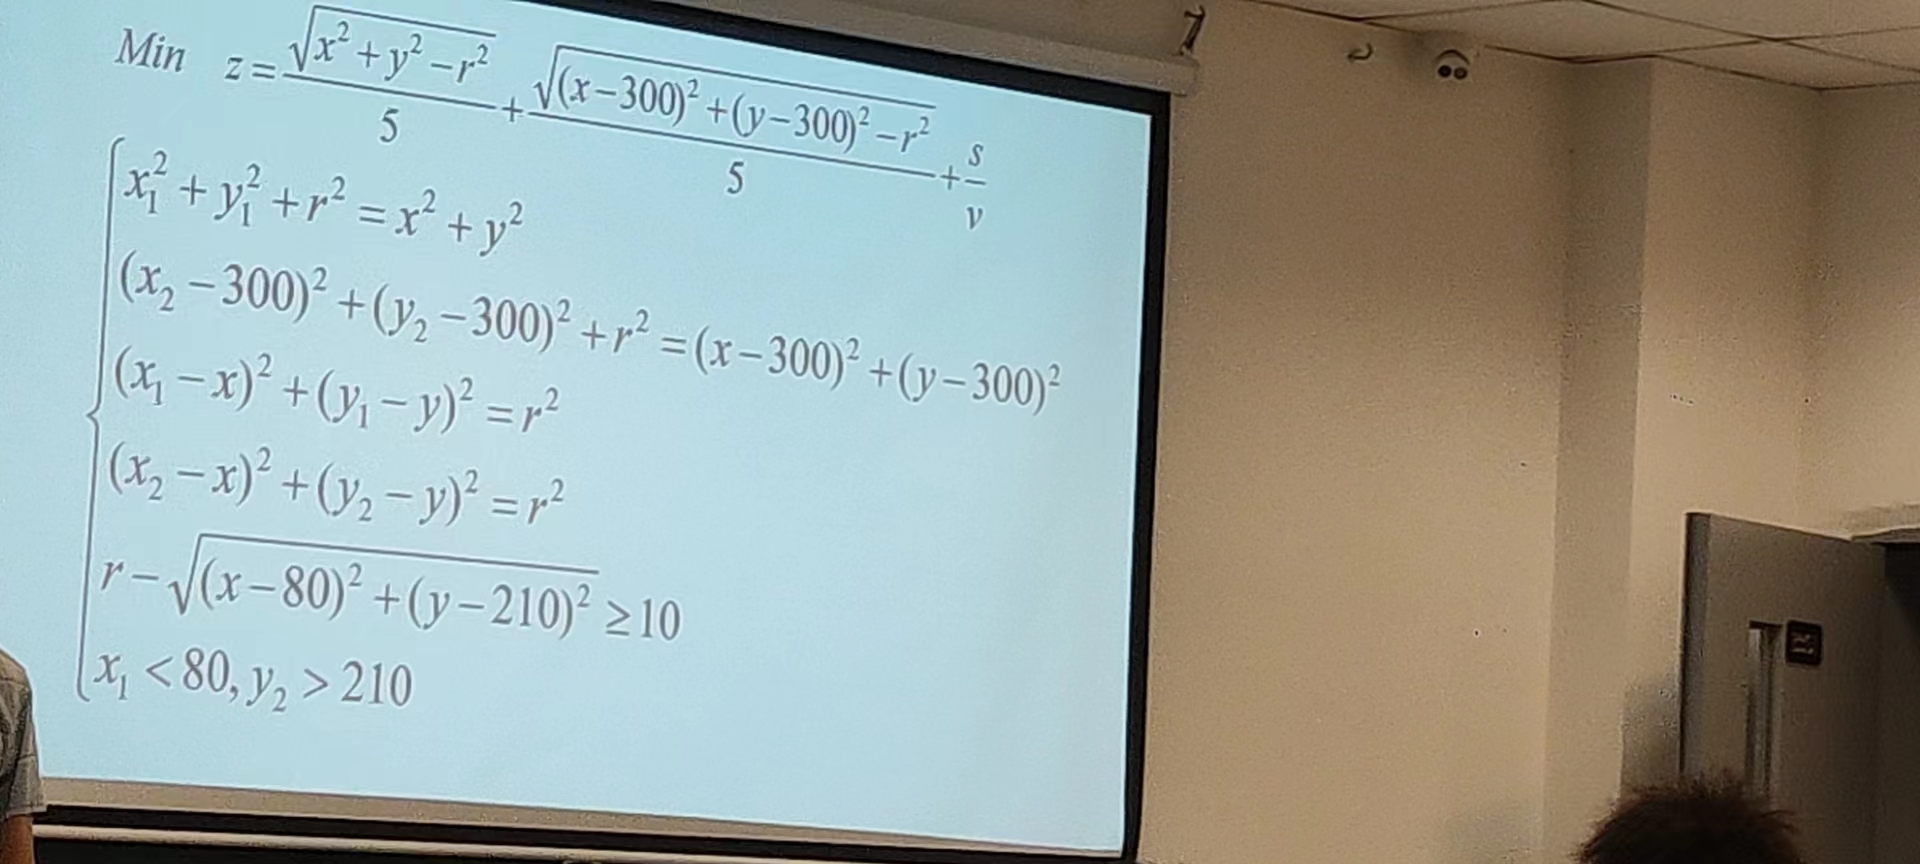 Min z = √(x² + y² − r²) / 5 + √((x−300)² + (y−300)² − r²) / 5 + s / v
x₁² + y₁² + r² = x² + y²
(x₂ − 300)² + (y₂ − 300)² + r² = (x − 300)² + (y − 300)²
(x₁ − x)² + (y₁ − y)² = r²
(x₂ − x)² + (y₂ − y)² = r²
r − √((x − 80)² + (y − 210)²) ≥ 10
x₁ < 80, y₂ > 210